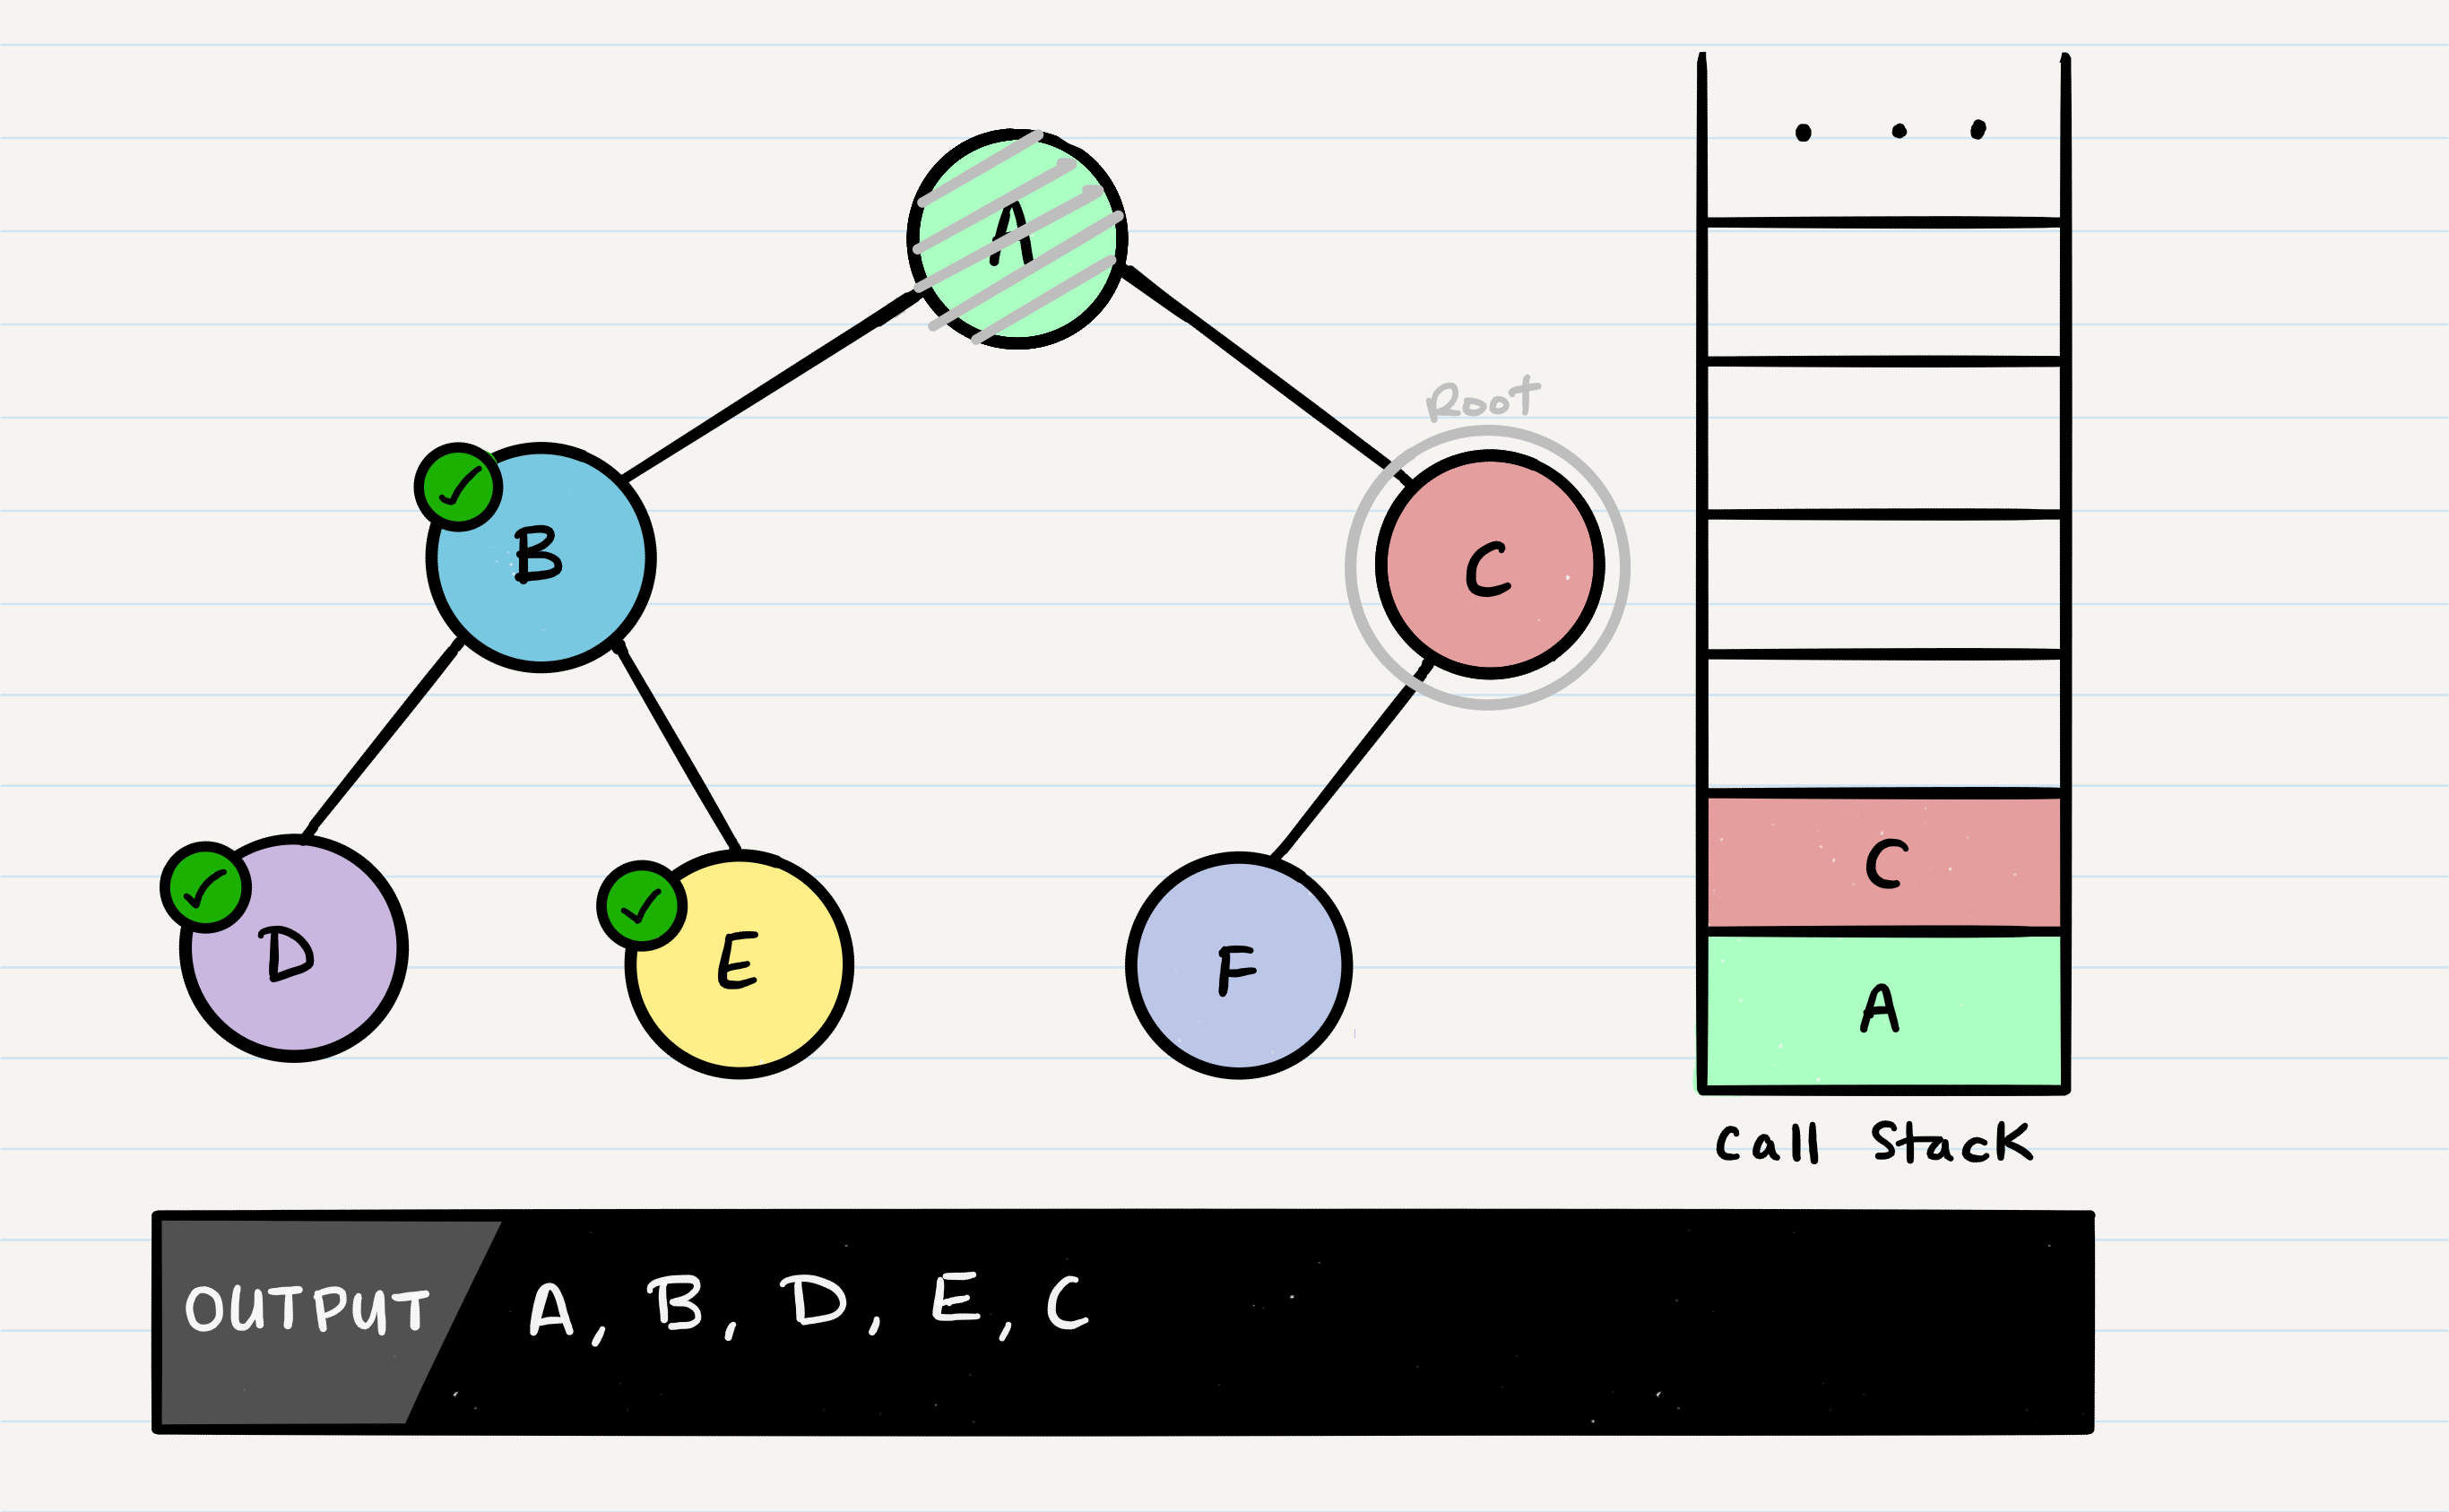 A
Root
B
C
D
E
F
. . .
C
A
Call Stack
OUTPUT A, B, D, E, C